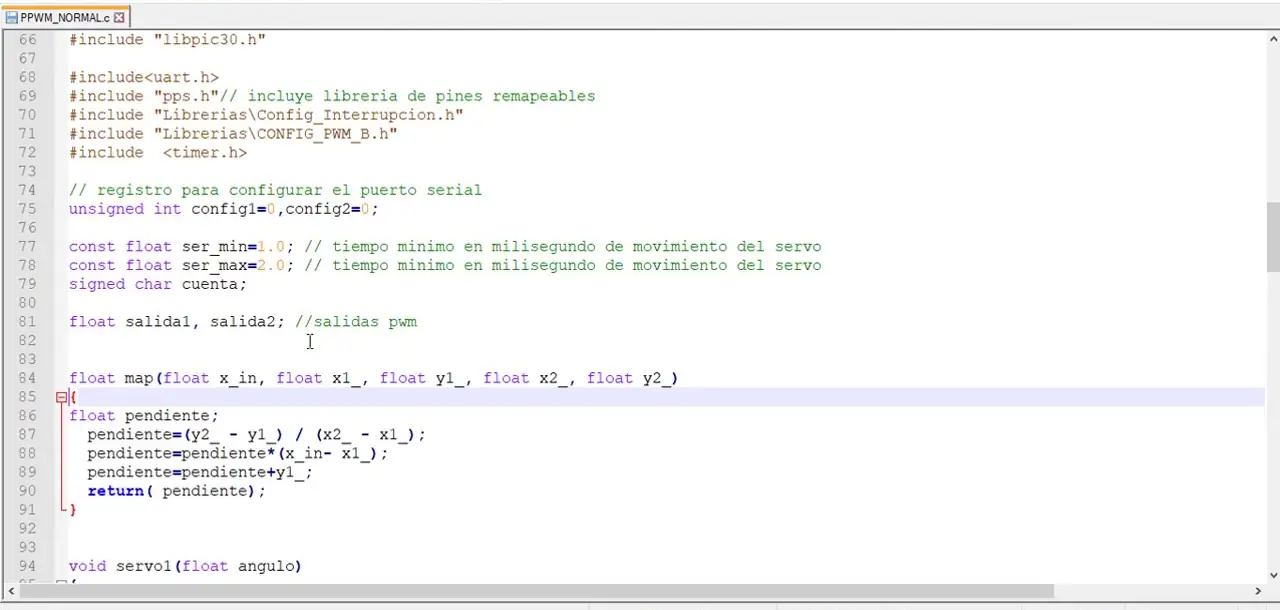 PPWM_NORMAL.c
66 #include "libpic30.h"
67
68 #include<uart.h>
69 #include "pps.h"// incluye libreria de pines remapeables
70 #include "Librerias\Config_Interrupcion.h"
71 #include "Librerias\CONFIG_PWM_B.h"
72 #include  <timer.h>
73
74 // registro para configurar el puerto serial
75 unsigned int config1=0,config2=0;
76
77 const float ser_min=1.0; // tiempo minimo en milisegundo de movimiento del servo
78 const float ser_max=2.0; // tiempo minimo en milisegundo de movimiento del servo
79 signed char cuenta;
80
81 float salida1, salida2; //salidas pwm
82
83
84 float map(float x_in, float x1_, float y1_, float x2_, float y2_)
85 {
86 float pendiente;
87   pendiente=(y2_ - y1_) / (x2_ - x1_);
88   pendiente=pendiente*(x_in- x1_);
89   pendiente=pendiente+y1_;
90   return( pendiente);
91 }
92
93
94 void servo1(float angulo)